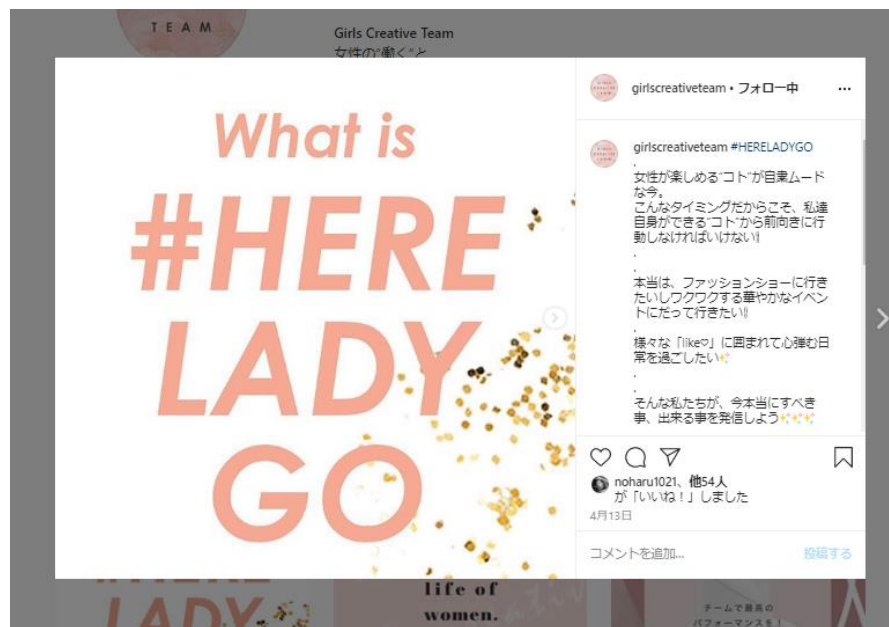 TEAM
Girls Creative Team
女性の"働く"と
What is
#HERE
LADY
GO
girlscreativeteam • フォロー中
girlscreativeteam #HERELADYGO
.
女性が楽しめる"コト"が自粛ムード
な今。
こんなタイミングだからこそ、私達
自身ができる"コト"から前向きに行
動しなければいけない‼
.
.
本当は、ファッションショーに行き
たいしワクワクする華やかなイベン
トにだって行きたい‼
.
様々な「like♡」に囲まれて心弾む日
常を過ごしたい✨
.
.
そんな私たちが、今本当にすべき
事、出来る事を発信しよう✨✨✨
noharu1021、他54人
が「いいね！」しました
4月13日
コメントを追加...
投稿する
#HERE
LADY
life of
women.
チームで最高の
パフォーマンスを！